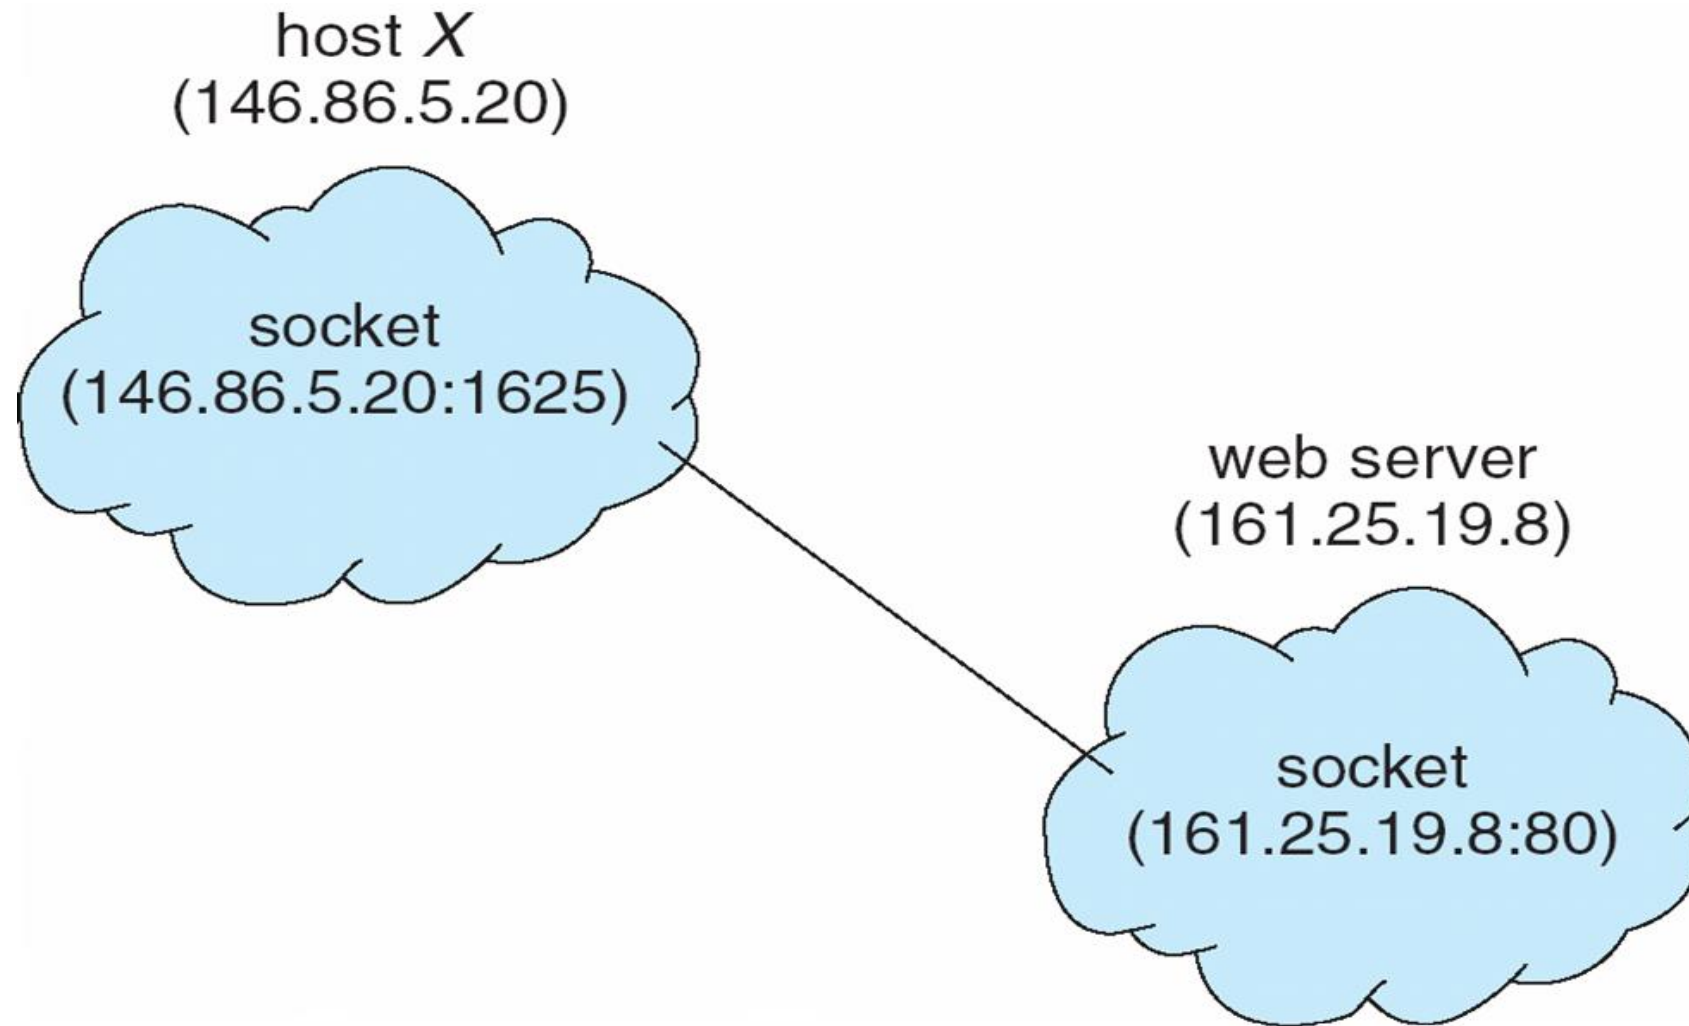 host X
(146.86.5.20)
socket
(146.86.5.20:1625)
web server
(161.25.19.8)
socket
(161.25.19.8:80)